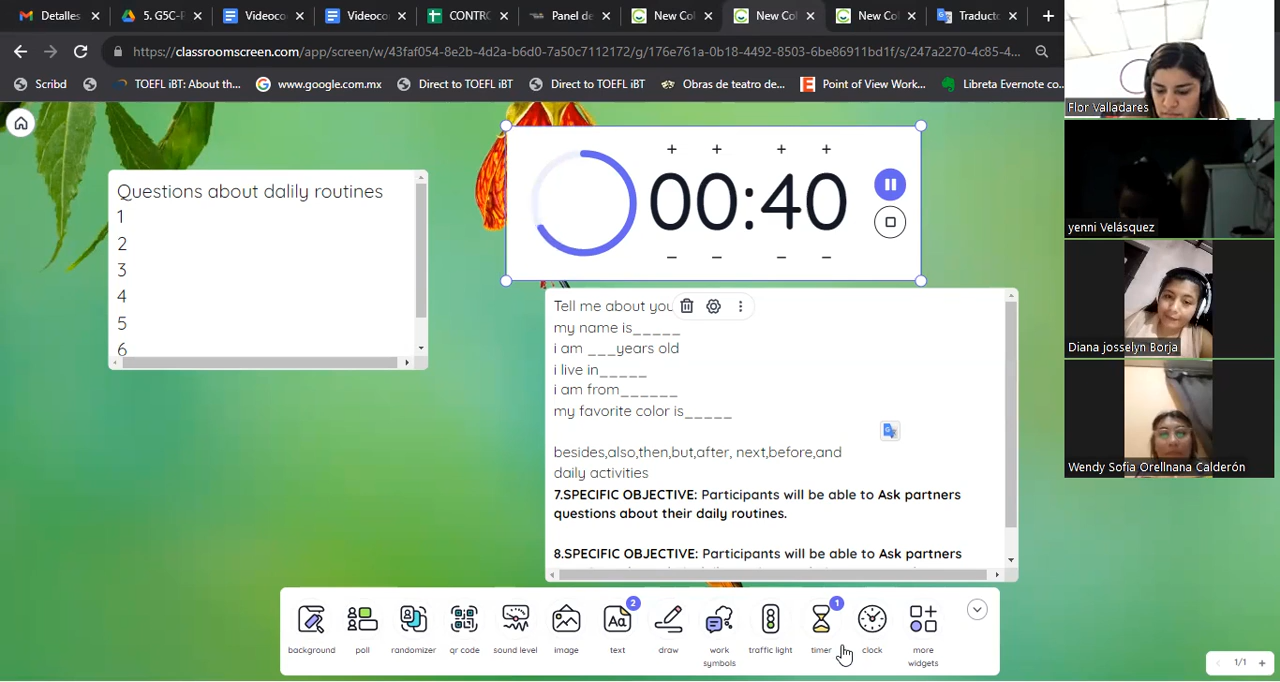 Detalles
5. G5C-P
Videoco
Videoco
CONTRO
Panel de
New Co
New Col
New Col
Traducto
https://classroomscreen.com/app/screen/w/43faf054-8e2b-4d2a-b6d0-7a50c7112172/g/176e761a-0b18-4492-8503-6be86911bd1f/s/247a2270-4c85-4...
Scribd
TOEFL iBT: About th...
www.google.com.mx
Direct to TOEFL iBT
Direct to TOEFL iBT
Obras de teatro de...
Point of View Work...
Libreta Evernote co...
Questions about dalily routines
1
2
3
4
5
6
00:40
Tell me about you
my name is_____
i am ___years old
i live in_____
i am from______
my favorite color is_____
besides,also,then,but,after, next,before,and
daily activities
7.SPECIFIC OBJECTIVE: Participants will be able to Ask partners
questions about their daily routines.
8.SPECIFIC OBJECTIVE: Participants will be able to Ask partners
Flor Valladares
yenni Velásquez
Diana josselyn Borja
Wendy Sofia Orellnana Calderón
background
poll
randomizer
qr code
sound level
image
text
2
draw
work symbols
traffic light
timer
1
clock
more widgets
1/1